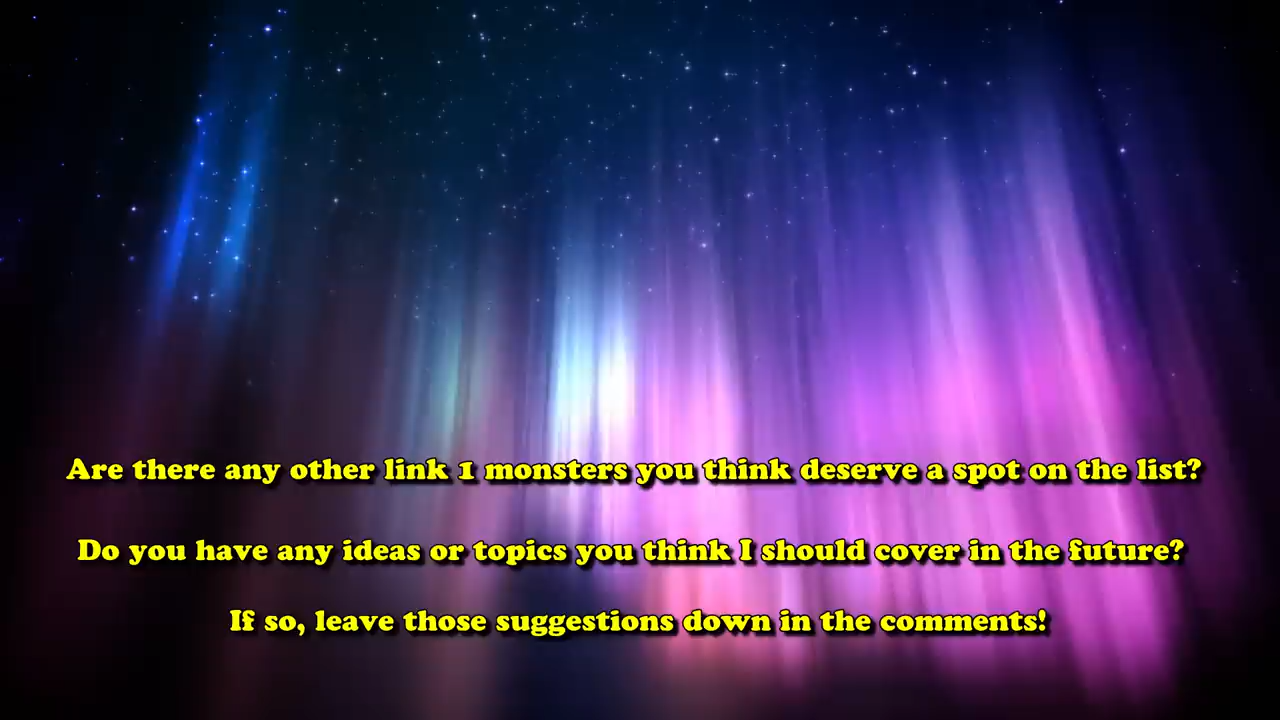 Are there any other link 1 monsters you think deserve a spot on the list?
Do you have any ideas or topics you think I should cover in the future?
If so, leave those suggestions down in the comments!